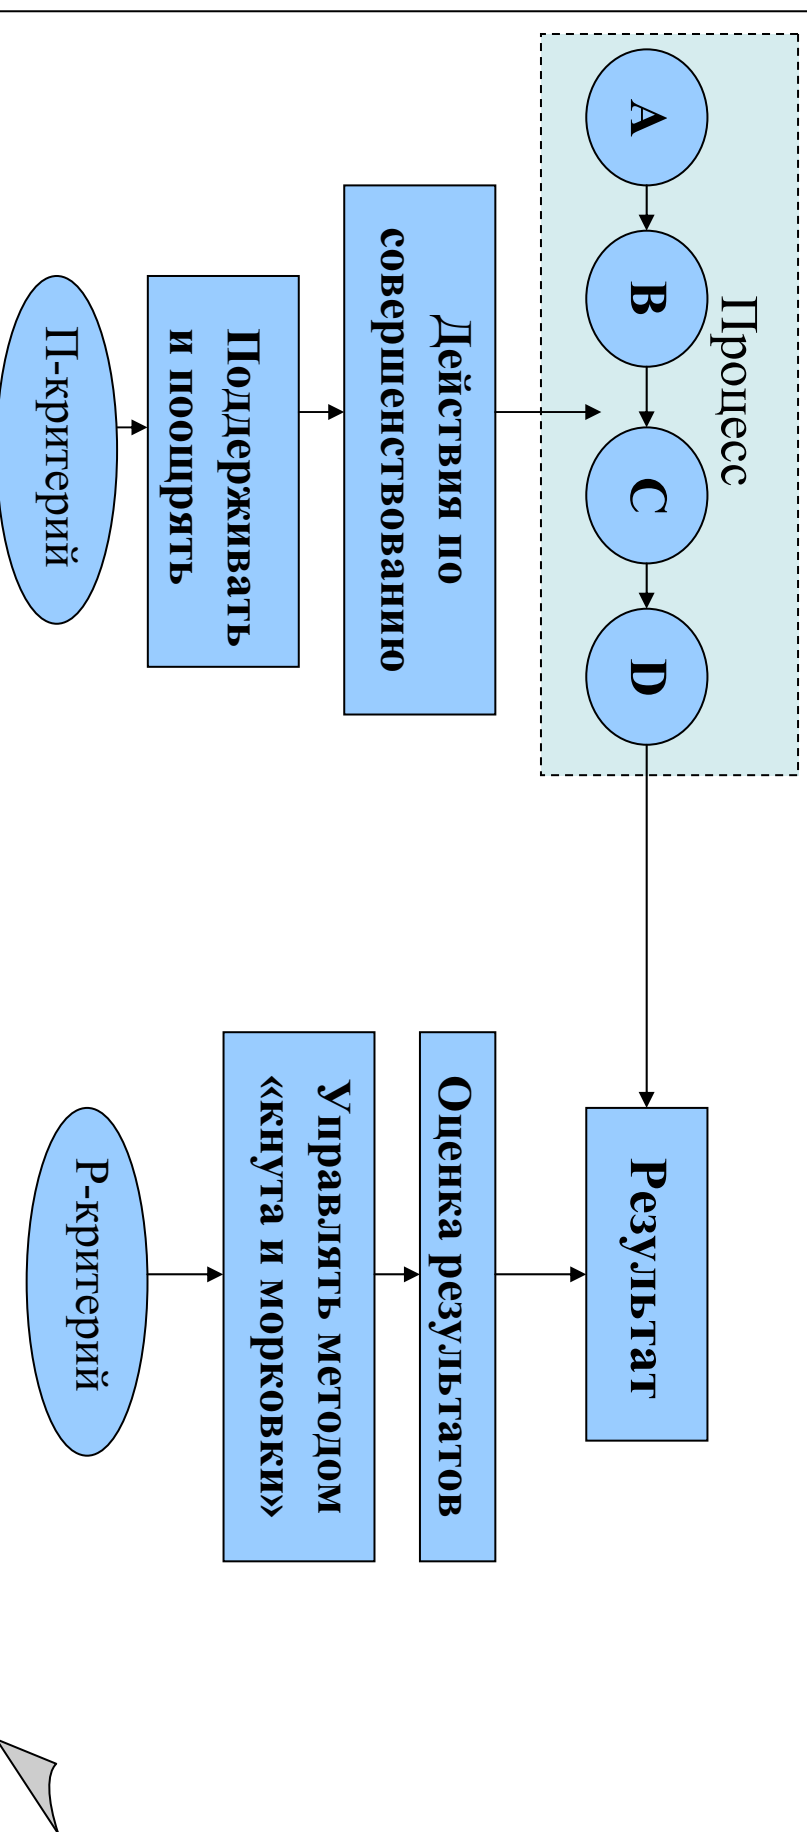 Процесс
A
B
C
D
Результат
Действия по
совершенствованию
Оценка результатов
Поддерживать
и поощрять
Управлять методом
«кнута и морковки»
П-критерий
Р-критерий